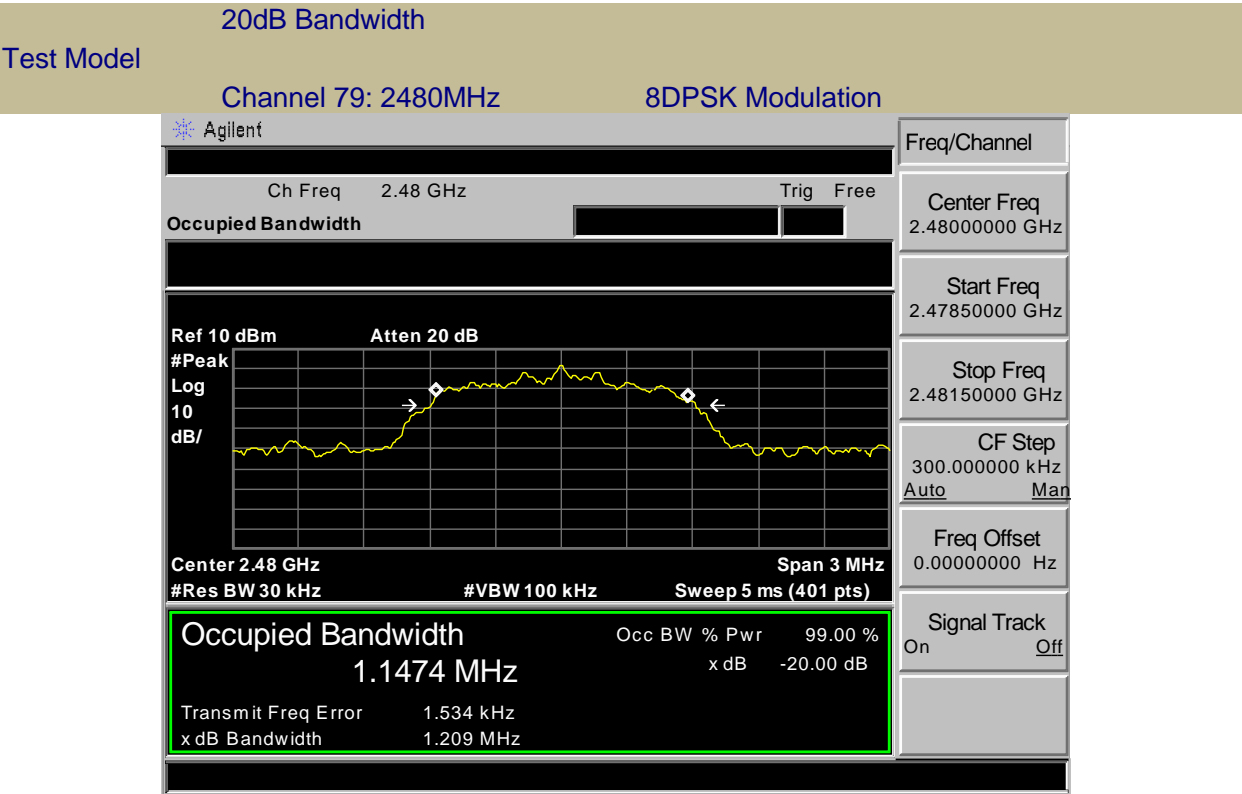 20dB Bandwidth
Test Model
Channel 79: 2480MHz 8DPSK Modulation
Agilent
Freq/Channel
Ch Freq 2.48 GHz Trig Free
Occupied Bandwidth
Center Freq
2.48000000 GHz
Start Freq
2.47850000 GHz
Stop Freq
2.48150000 GHz
CF Step
300.000000 kHz
Auto Man
Freq Offset
0.00000000 Hz
Signal Track
On Off
Ref 10 dBm Atten 20 dB
#Peak
Log
10
dB/
Center 2.48 GHz Span 3 MHz
#Res BW 30 kHz #VBW 100 kHz Sweep 5 ms (401 pts)
Occupied Bandwidth Occ BW % Pwr 99.00 %
1.1474 MHz x dB -20.00 dB
Transmit Freq Error 1.534 kHz
x dB Bandwidth 1.209 MHz